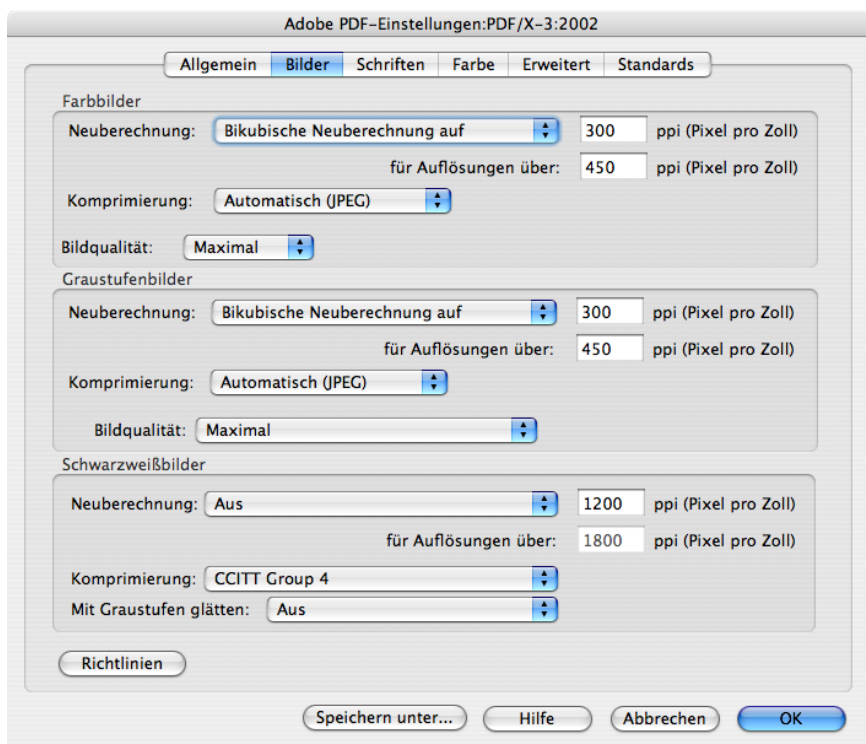 Adobe PDF-Einstellungen:PDF/X-3:2002
Allgemein Bilder Schriften Farbe Erweitert Standards
Farbbilder
Neuberechnung: Bikubische Neuberechnung auf 300 ppi (Pixel pro Zoll)
für Auflösungen über: 450 ppi (Pixel pro Zoll)
Komprimierung: Automatisch (JPEG)
Bildqualität: Maximal
Graustufenbilder
Neuberechnung: Bikubische Neuberechnung auf 300 ppi (Pixel pro Zoll)
für Auflösungen über: 450 ppi (Pixel pro Zoll)
Komprimierung: Automatisch (JPEG)
Bildqualität: Maximal
Schwarzweißbilder
Neuberechnung: Aus 1200 ppi (Pixel pro Zoll)
für Auflösungen über: 1800 ppi (Pixel pro Zoll)
Komprimierung: CCITT Group 4
Mit Graustufen glätten: Aus
Richtlinien
Speichern unter... Hilfe Abbrechen OK